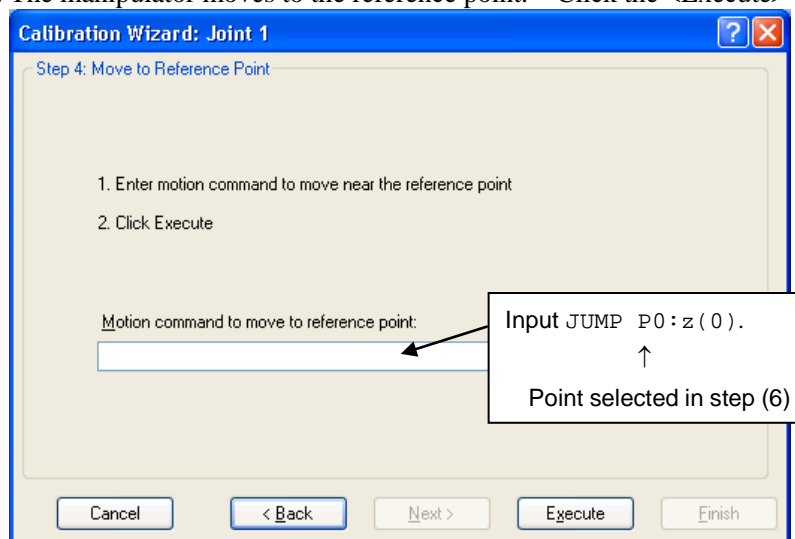 The manipulator moves to the reference point. Click the <Execute>
Calibration Wizard: Joint 1
Step 4: Move to Reference Point
1. Enter motion command to move near the reference point
2. Click Execute
Motion command to move to reference point:
Input JUMP P0:z(0).
↑
Point selected in step (6)
Cancel
< Back
Next >
Execute
Finish